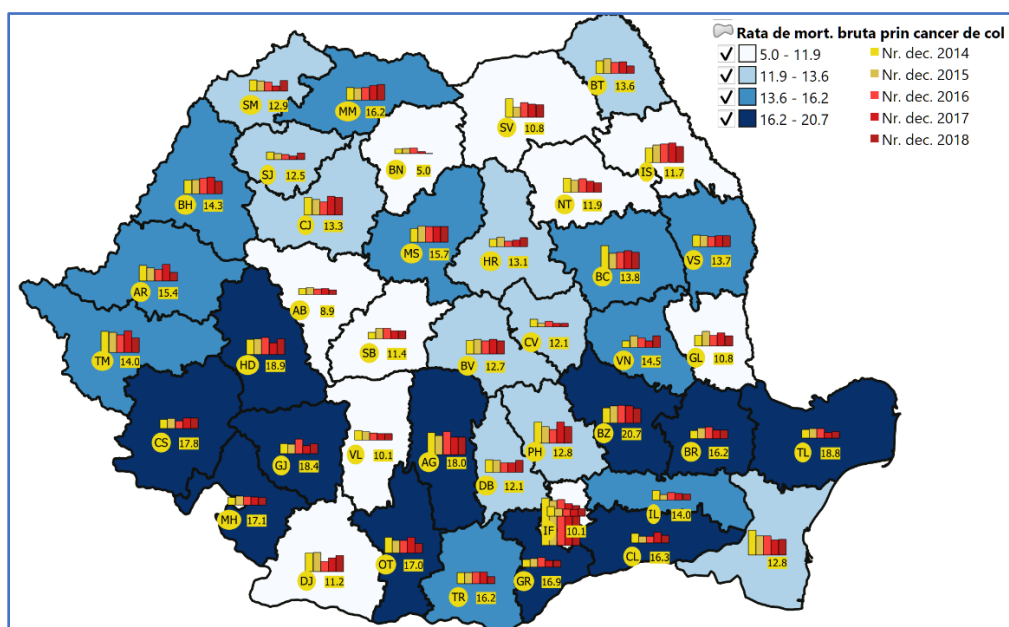 Rata de mort. bruta prin cancer de col
5.0 - 11.9
11.9 - 13.6
13.6 - 16.2
16.2 - 20.7
Nr. dec. 2014
Nr. dec. 2015
Nr. dec. 2016
Nr. dec. 2017
Nr. dec. 2018
SM 12.9
MM 16.2
BT 13.6
SV 10.8
SJ 12.5
BN 5.0
IS 11.7
BH 14.3
CJ 13.3
NT 11.9
MS 15.7
HR 13.1
BC 13.8
VS 13.7
AR 15.4
AB 8.9
TM 14.0
HD 18.9
SB 11.4
BV 12.7
CV 12.1
VN 14.5
GL 10.8
CS 17.8
GJ 18.4
VL 10.1
AG 18.0
PH 12.8
BZ 20.7
BR 16.2
TL 18.8
DB 12.1
MH 17.1
IF 10.1
IL 14.0
DJ 11.2
OT 17.0
TR 16.2
GR 16.9
CL 16.3
12.8